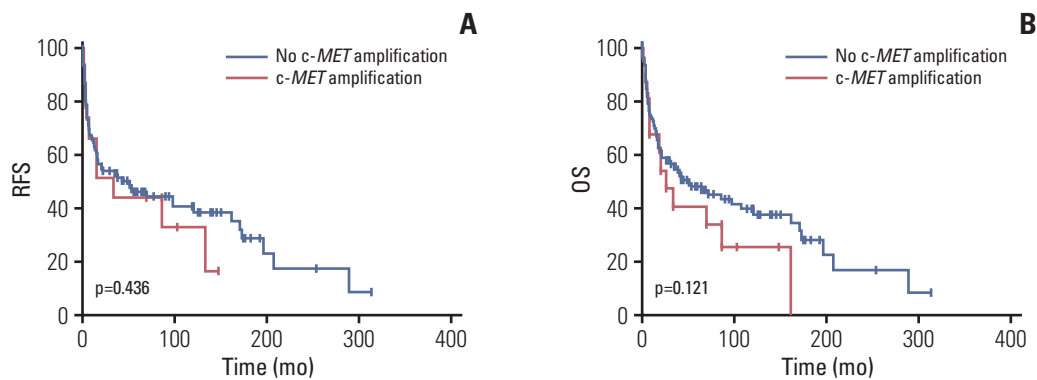 A
No c-MET amplification
c-MET amplification
RFS
100
80
60
40
20
0
p=0.436
0 100 200 300 400
Time (mo)
B
No c-MET amplification
c-MET amplification
OS
100
80
60
40
20
0
p=0.121
0 100 200 300 400
Time (mo)